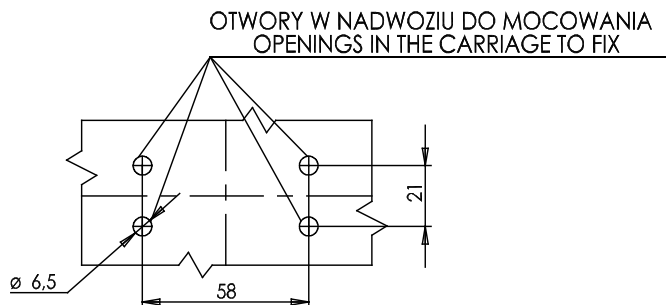 OTWORY W NADWOZIU DO MOCOWANIA
OPENINGS IN THE CARRIAGE TO FIX
21
ø 6,5
58